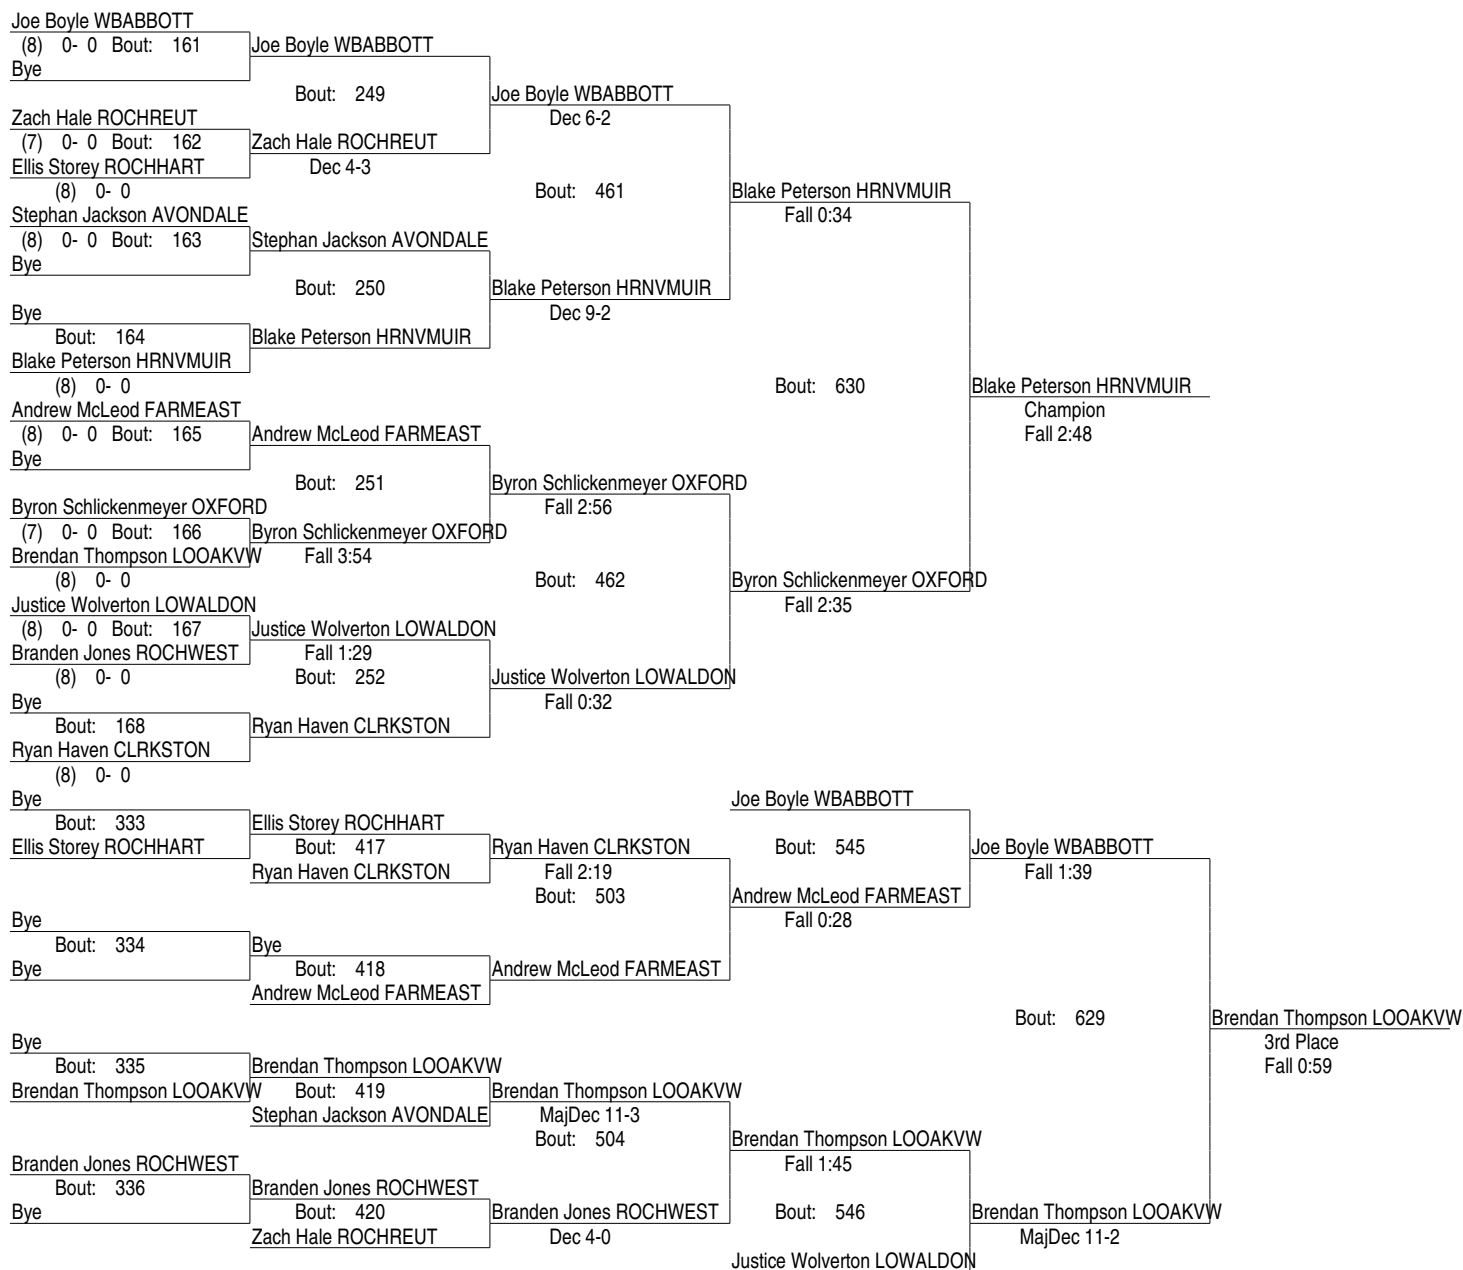 Joe Boyle WBABBOTT
(8) 0- 0 Bout: 161 Joe Boyle WBABBOTT
Bye
Bout: 249 Joe Boyle WBABBOTT
Zach Hale ROCHREUT Dec 6-2
(7) 0- 0 Bout: 162 Zach Hale ROCHREUT
Ellis Storey ROCHHART Dec 4-3
(8) 0- 0 Bout: 461 Blake Peterson HRNVMUIR
Stephan Jackson AVONDALE Fall 0:34
(8) 0- 0 Bout: 163 Stephan Jackson AVONDALE
Bye
Bout: 250 Blake Peterson HRNVMUIR
Bye Dec 9-2
Bout: 164 Blake Peterson HRNVMUIR
Blake Peterson HRNVMUIR
(8) 0- 0 Bout: 630 Blake Peterson HRNVMUIR
Andrew McLeod FARMEAST Champion
(8) 0- 0 Bout: 165 Andrew McLeod FARMEAST Fall 2:48
Bye
Bout: 251 Byron Schlickenmeyer OXFORD
Byron Schlickenmeyer OXFORD Fall 2:56
(7) 0- 0 Bout: 166 Byron Schlickenmeyer OXFORD
Brendan Thompson LOOAKVW Fall 3:54
(8) 0- 0 Bout: 462 Byron Schlickenmeyer OXFORD
Justice Wolverton LOWALDON Fall 2:35
(8) 0- 0 Bout: 167 Justice Wolverton LOWALDON
Branden Jones ROCHWEST Fall 1:29
(8) 0- 0 Bout: 252 Justice Wolverton LOWALDON
Bye Fall 0:32
Bout: 168 Ryan Haven CLRKSTON
Ryan Haven CLRKSTON
(8) 0- 0
Bye Joe Boyle WBABBOTT
Bout: 333 Ellis Storey ROCHHART
Ellis Storey ROCHHART Bout: 417 Ryan Haven CLRKSTON Bout: 545 Joe Boyle WBABBOTT
Ryan Haven CLRKSTON Fall 2:19 Fall 1:39
Bout: 503 Andrew McLeod FARMEAST
Bye Fall 0:28
Bout: 334 Bye
Bye Bout: 418 Andrew McLeod FARMEAST
Andrew McLeod FARMEAST
Bout: 629 Brendan Thompson LOOAKVW
Bye 3rd Place
Bout: 335 Brendan Thompson LOOAKVW Fall 0:59
Brendan Thompson LOOAKVW Bout: 419 Brendan Thompson LOOAKVW
Stephan Jackson AVONDALE MajDec 11-3
Bout: 504 Brendan Thompson LOOAKVW
Branden Jones ROCHWEST Fall 1:45
Bout: 336 Branden Jones ROCHWEST
Bye Bout: 420 Branden Jones ROCHWEST Bout: 546 Brendan Thompson LOOAKVW
Zach Hale ROCHREUT Dec 4-0 MajDec 11-2
Justice Wolverton LOWALDON